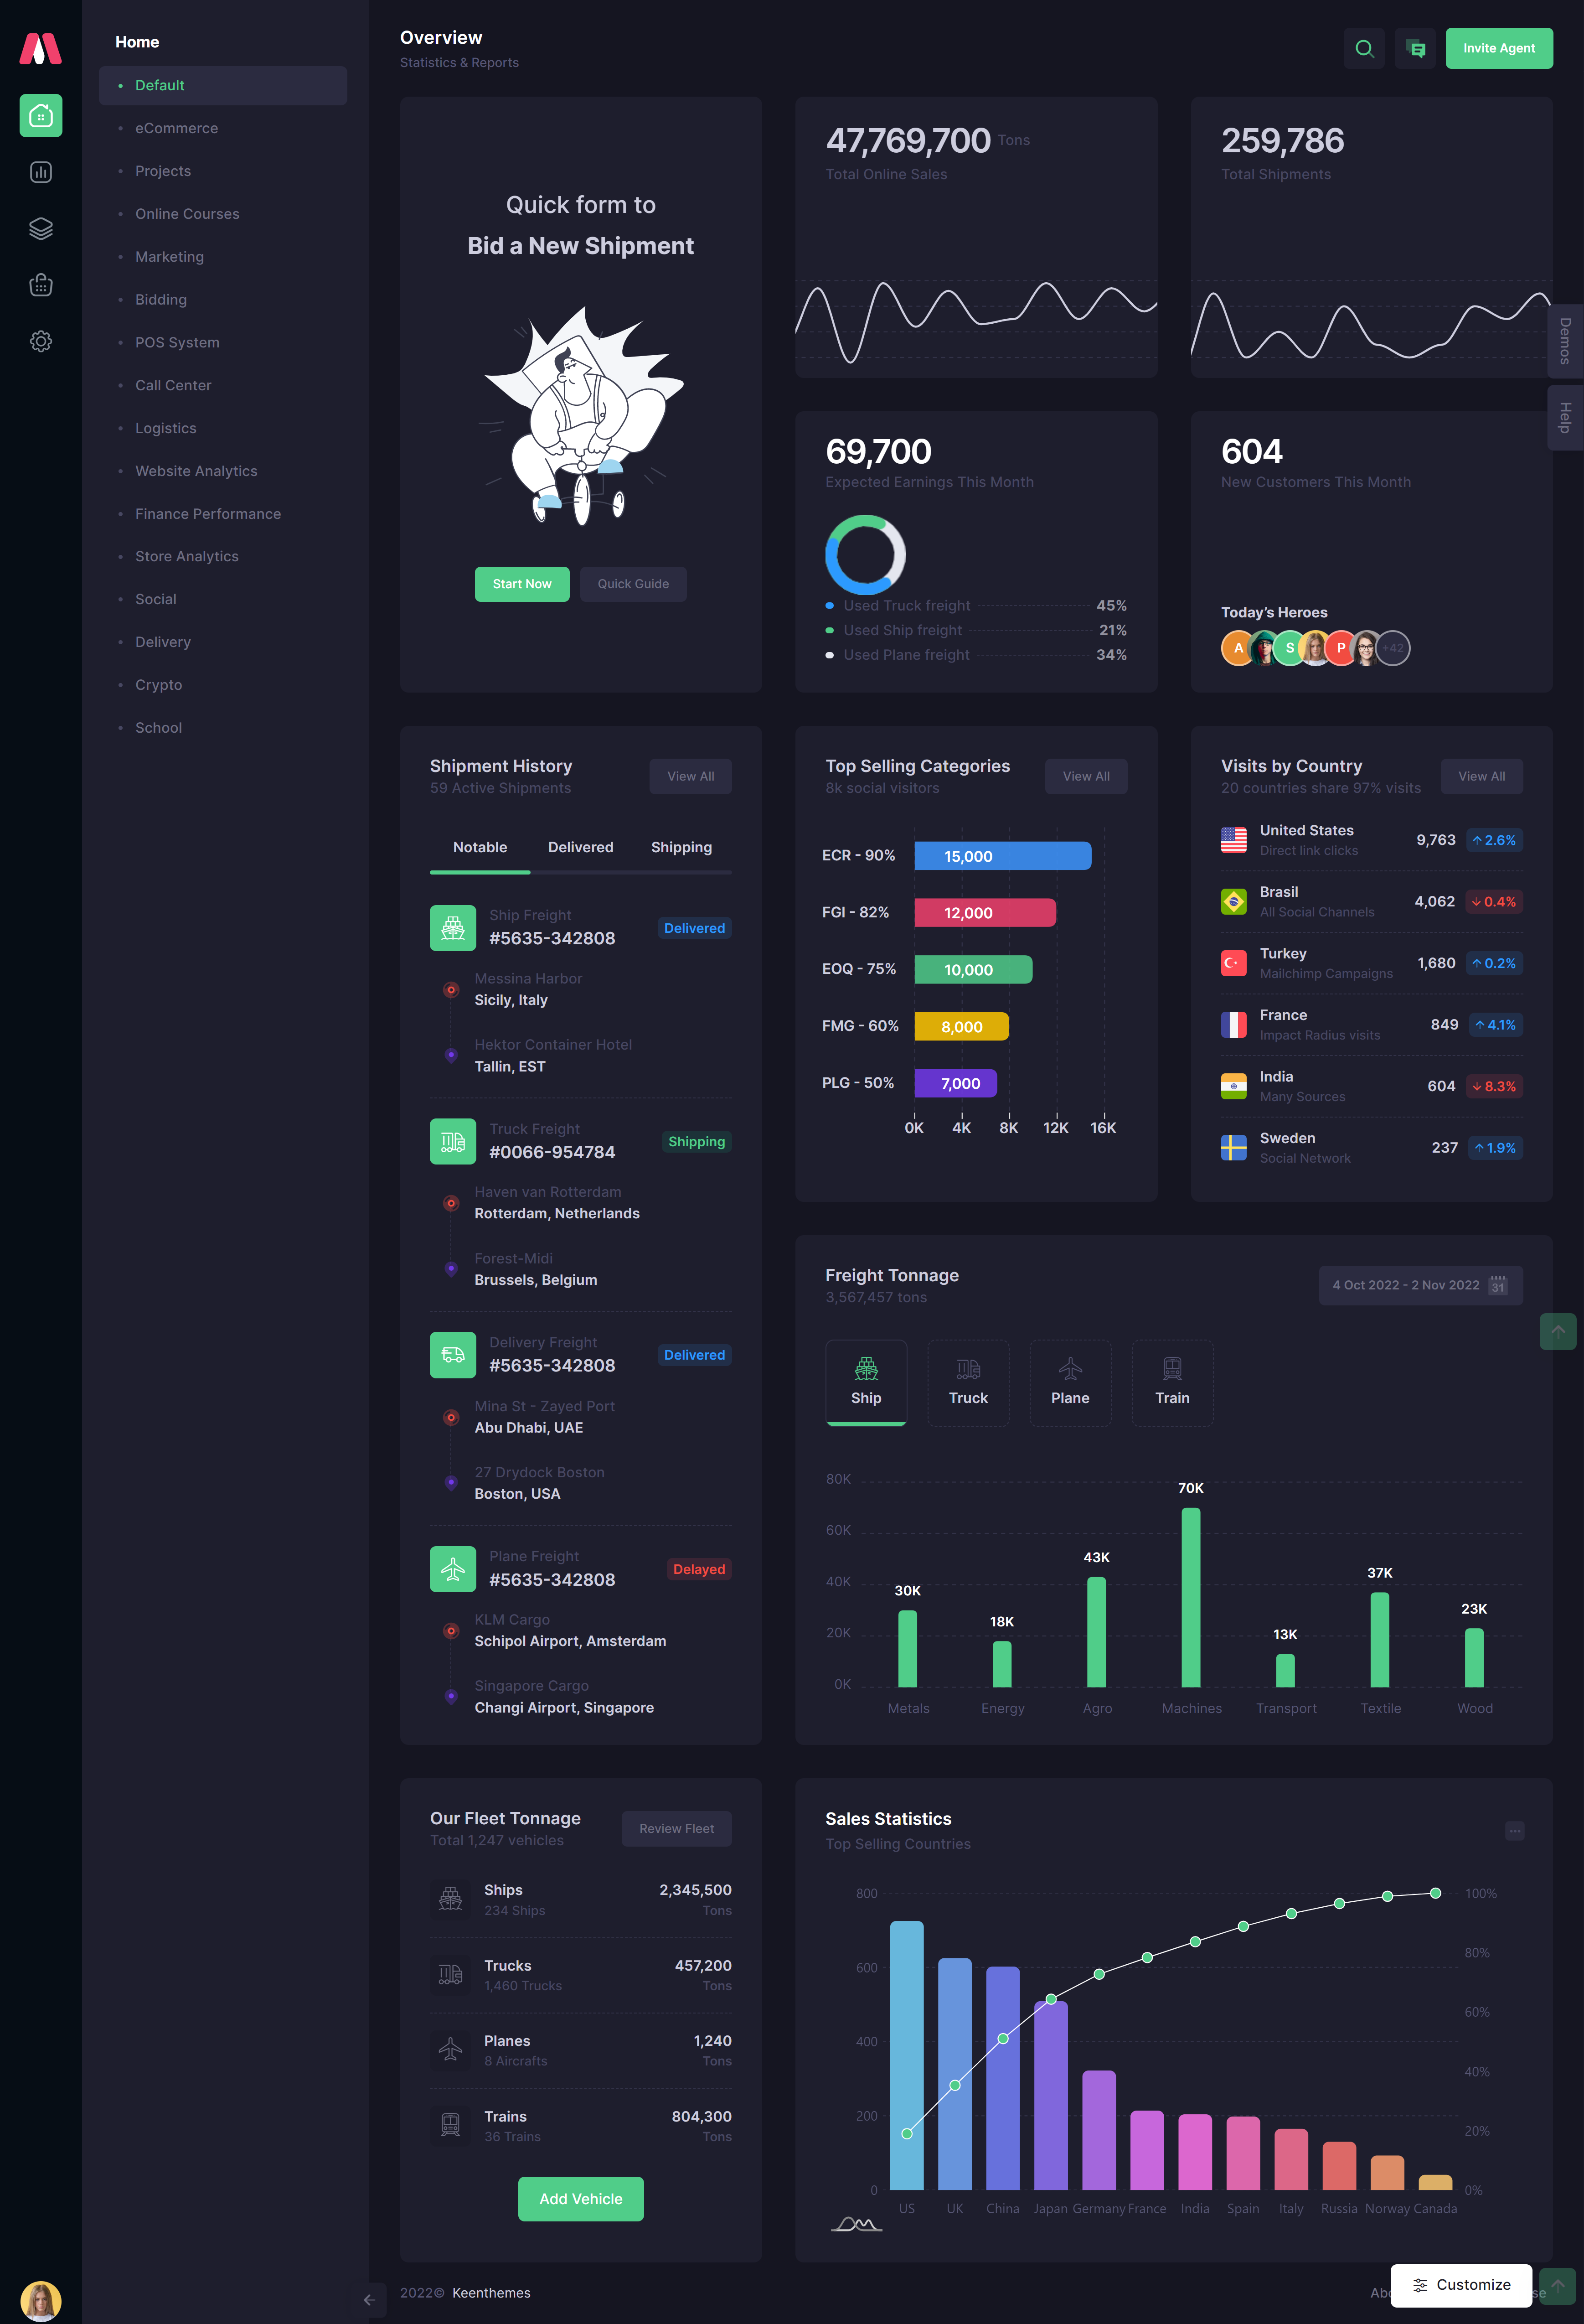 Home
Default
eCommerce
Projects
Online Courses
Marketing
Bidding
POS System
Call Center
Logistics
Website Analytics
Finance Performance
Store Analytics
Social
Delivery
Crypto
School
Overview
Statistics & Reports
Invite Agent
Quick form to
Bid a New Shipment
Start Now
Quick Guide
47,769,700 Tons
Total Online Sales
259,786
Total Shipments
Demos
Help
69,700
Expected Earnings This Month
Used Truck freight 45%
Used Ship freight 21%
Used Plane freight 34%
604
New Customers This Month
Today’s Heroes
A S P +42
Shipment History
59 Active Shipments
View All
Notable Delivered Shipping
Ship Freight
#5635-342808
Delivered
Messina Harbor
Sicily, Italy
Hektor Container Hotel
Tallin, EST
Truck Freight
#0066-954784
Shipping
Haven van Rotterdam
Rotterdam, Netherlands
Forest-Midi
Brussels, Belgium
Delivery Freight
#5635-342808
Delivered
Mina St - Zayed Port
Abu Dhabi, UAE
27 Drydock Boston
Boston, USA
Plane Freight
#5635-342808
Delayed
KLM Cargo
Schipol Airport, Amsterdam
Singapore Cargo
Changi Airport, Singapore
Top Selling Categories
8k social visitors
View All
ECR - 90% 15,000
FGI - 82% 12,000
EOQ - 75% 10,000
FMG - 60% 8,000
PLG - 50% 7,000
0K 4K 8K 12K 16K
Visits by Country
20 countries share 97% visits
View All
United States
Direct link clicks
9,763 2.6%
Brasil
All Social Channels
4,062 0.4%
Turkey
Mailchimp Campaigns
1,680 0.2%
France
Impact Radius visits
849 4.1%
India
Many Sources
604 8.3%
Sweden
Social Network
237 1.9%
Freight Tonnage
3,567,457 tons
4 Oct 2022 - 2 Nov 2022 31
Ship Truck Plane Train
80K
60K
40K
20K
0K
30K
18K
43K
70K
13K
37K
23K
Metals Energy Agro Machines Transport Textile Wood
Our Fleet Tonnage
Total 1,247 vehicles
Review Fleet
Ships
234 Ships
2,345,500
Tons
Trucks
1,460 Trucks
457,200
Tons
Planes
8 Aircrafts
1,240
Tons
Trains
36 Trains
804,300
Tons
Add Vehicle
Sales Statistics
Top Selling Countries
800
600
400
200
0
100%
80%
60%
40%
20%
0%
US UK China Japan Germany France India Spain Italy Russia Norway Canada
2022© Keenthemes
Customize